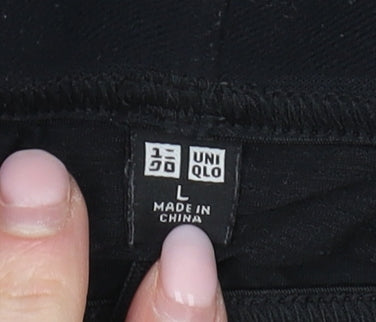 ユニ UNI
クロ QLO
L
MADE IN
CHINA